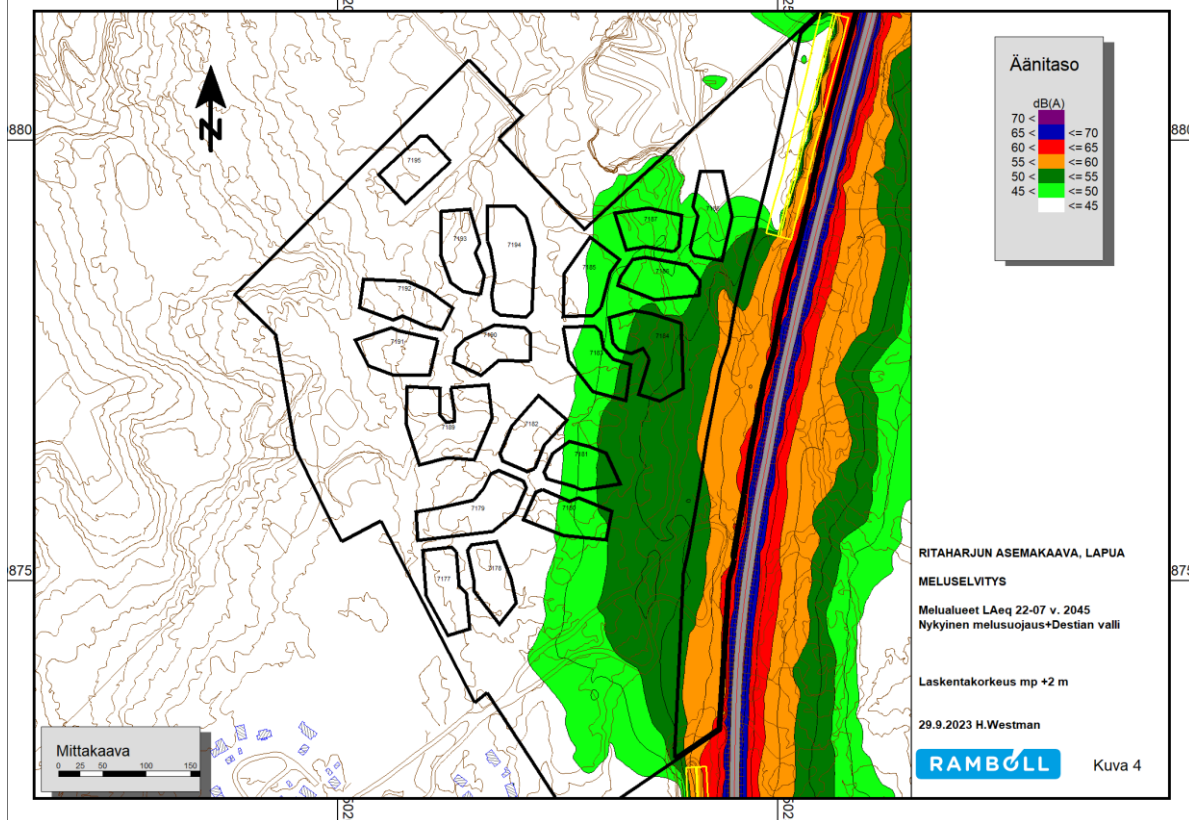 Äänitaso
dB(A)
70 <
65 < <= 70
60 < <= 65
55 < <= 60
50 < <= 55
45 < <= 50
<= 45
880
880
N
7195
7193
7194
7187
7192
7191
7190
7184
7189
7182
7181
7179
7180
7177
7178
875
875
RITAHARJUN ASEMAKAAVA, LAPUA
MELUSELVITYS
Melualueet LAeq 22-07 v. 2045
Nykyinen melusuojaus+Destian valli
Laskentakorkeus mp +2 m
29.9.2023 H.Westman
RAMBOLL
Kuva 4
Mittakaava
0 25 50 100 150
502
502